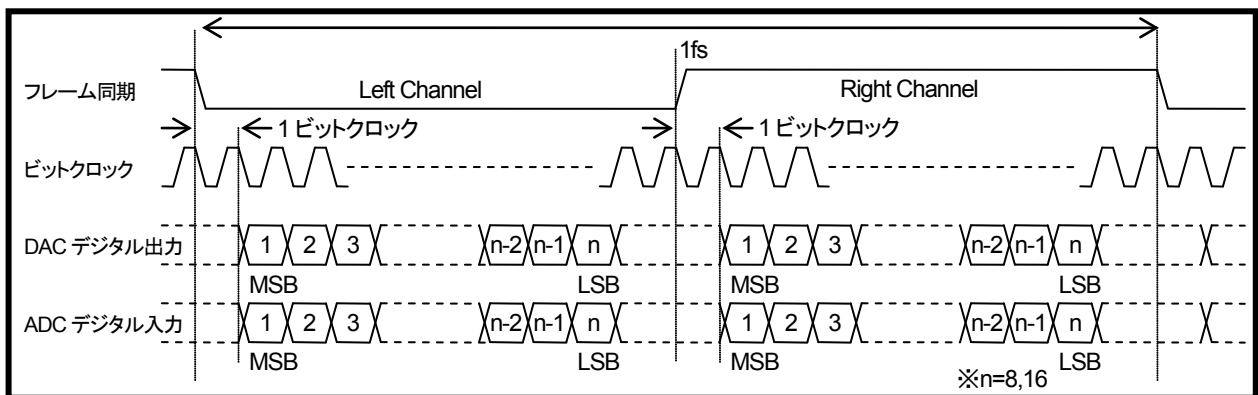 1fs
フレーム同期 Left Channel Right Channel
1 ビットクロック 1 ビットクロック
ビットクロック
DAC デジタル出力 1 2 3 n-2 n-1 n 1 2 3 n-2 n-1 n
MSB LSB MSB LSB
ADC デジタル入力 1 2 3 n-2 n-1 n 1 2 3 n-2 n-1 n
MSB LSB MSB LSB
※n=8,16